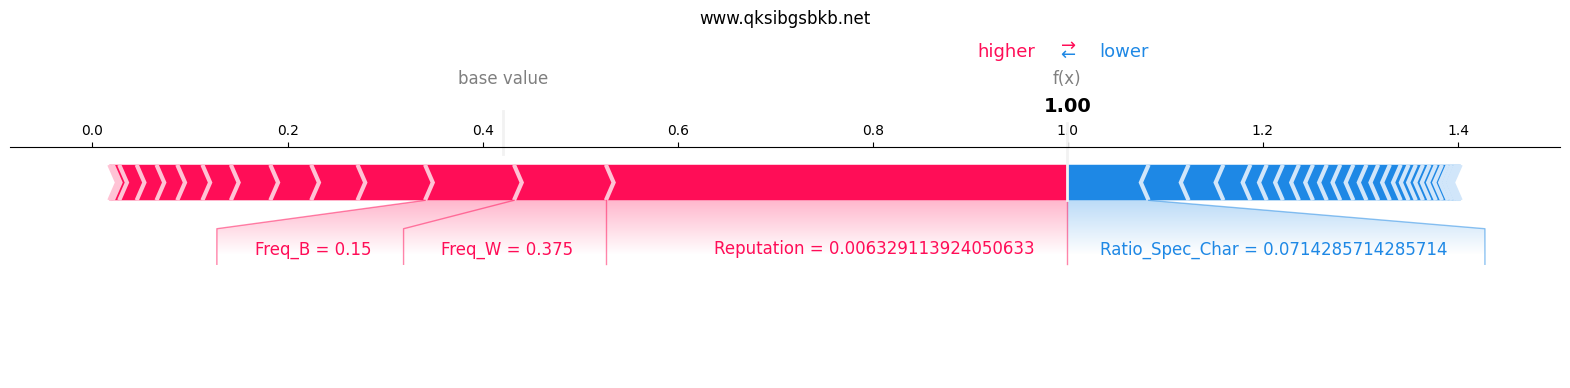 www.qksibgsbkb.net
higher → ← lower
base value f(x)
1.00
0.0 0.2 0.4 0.6 0.8 1.0 1.2 1.4
Freq_B = 0.15 Freq_W = 0.375 Reputation = 0.006329113924050633 Ratio_Spec_Char = 0.0714285714285714